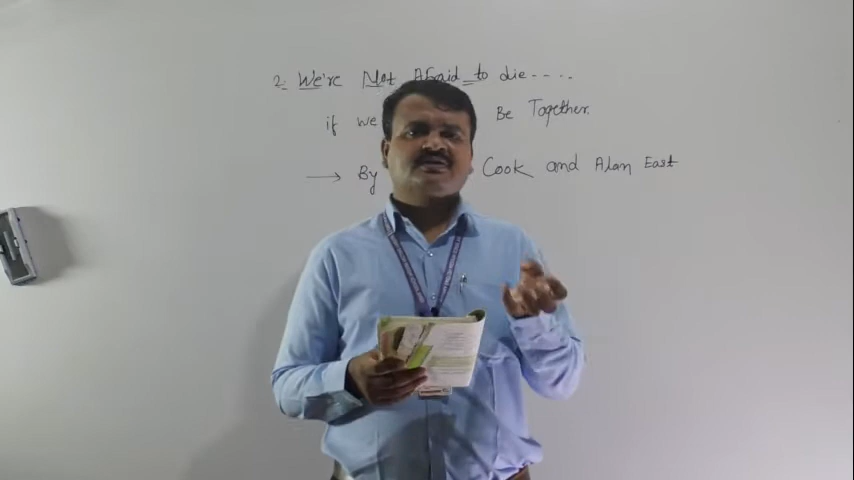 2. We're Not Afraid to die.....
if we Be Together.
→ By Cook and Alan East